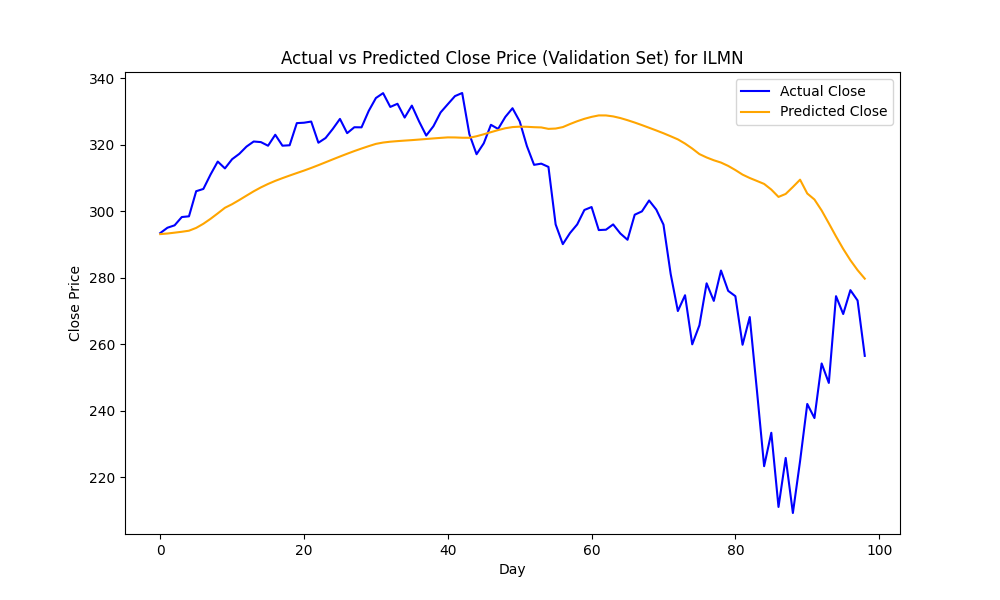 Actual vs Predicted Close Price (Validation Set) for ILMN
Actual Close
Predicted Close
Close Price
340
320
300
280
260
240
220
0 20 40 60 80 100
Day